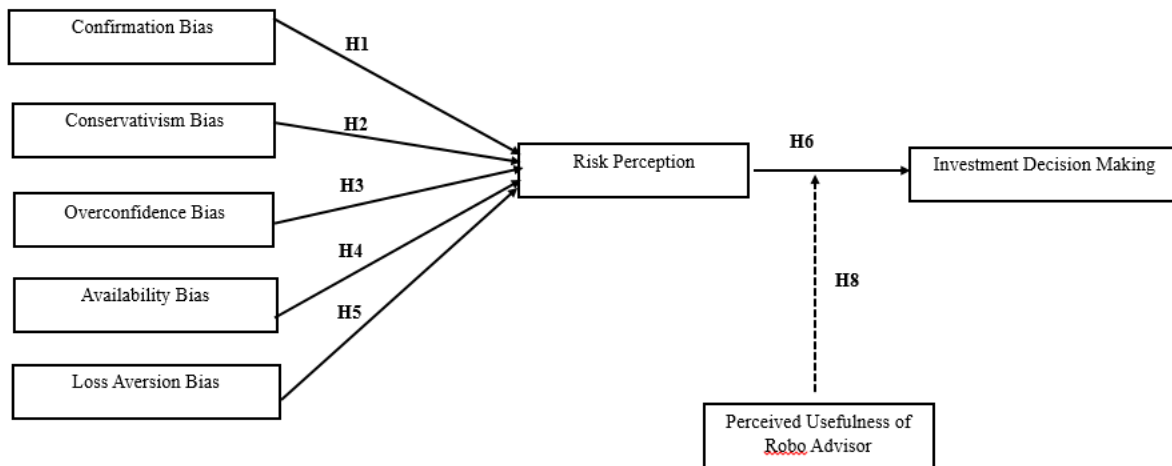 Confirmation Bias
H1
Conservativism Bias
H2
Overconfidence Bias
H3
Availability Bias
H4
Loss Aversion Bias
H5
Risk Perception
H6
Investment Decision Making
H8
Perceived Usefulness of
Robo Advisor